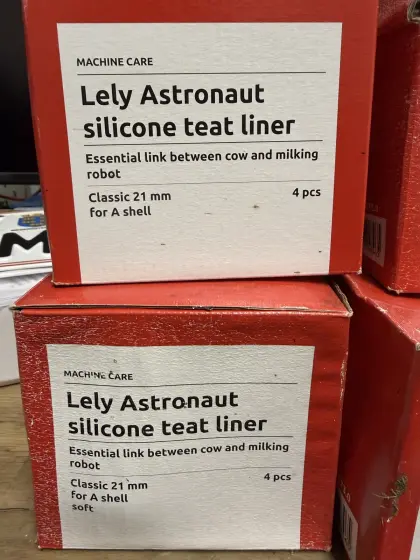 MACHINE CARE
Lely Astronaut
silicone teat liner
Essential link between cow and milking
robot
Classic 21 mm
for A shell
4 pcs
M
MACHINE CARE
Lely Astronaut
silicone teat liner
Essential link between cow and milking
robot
Classic 21 mm
for A shell
soft
4 pcs